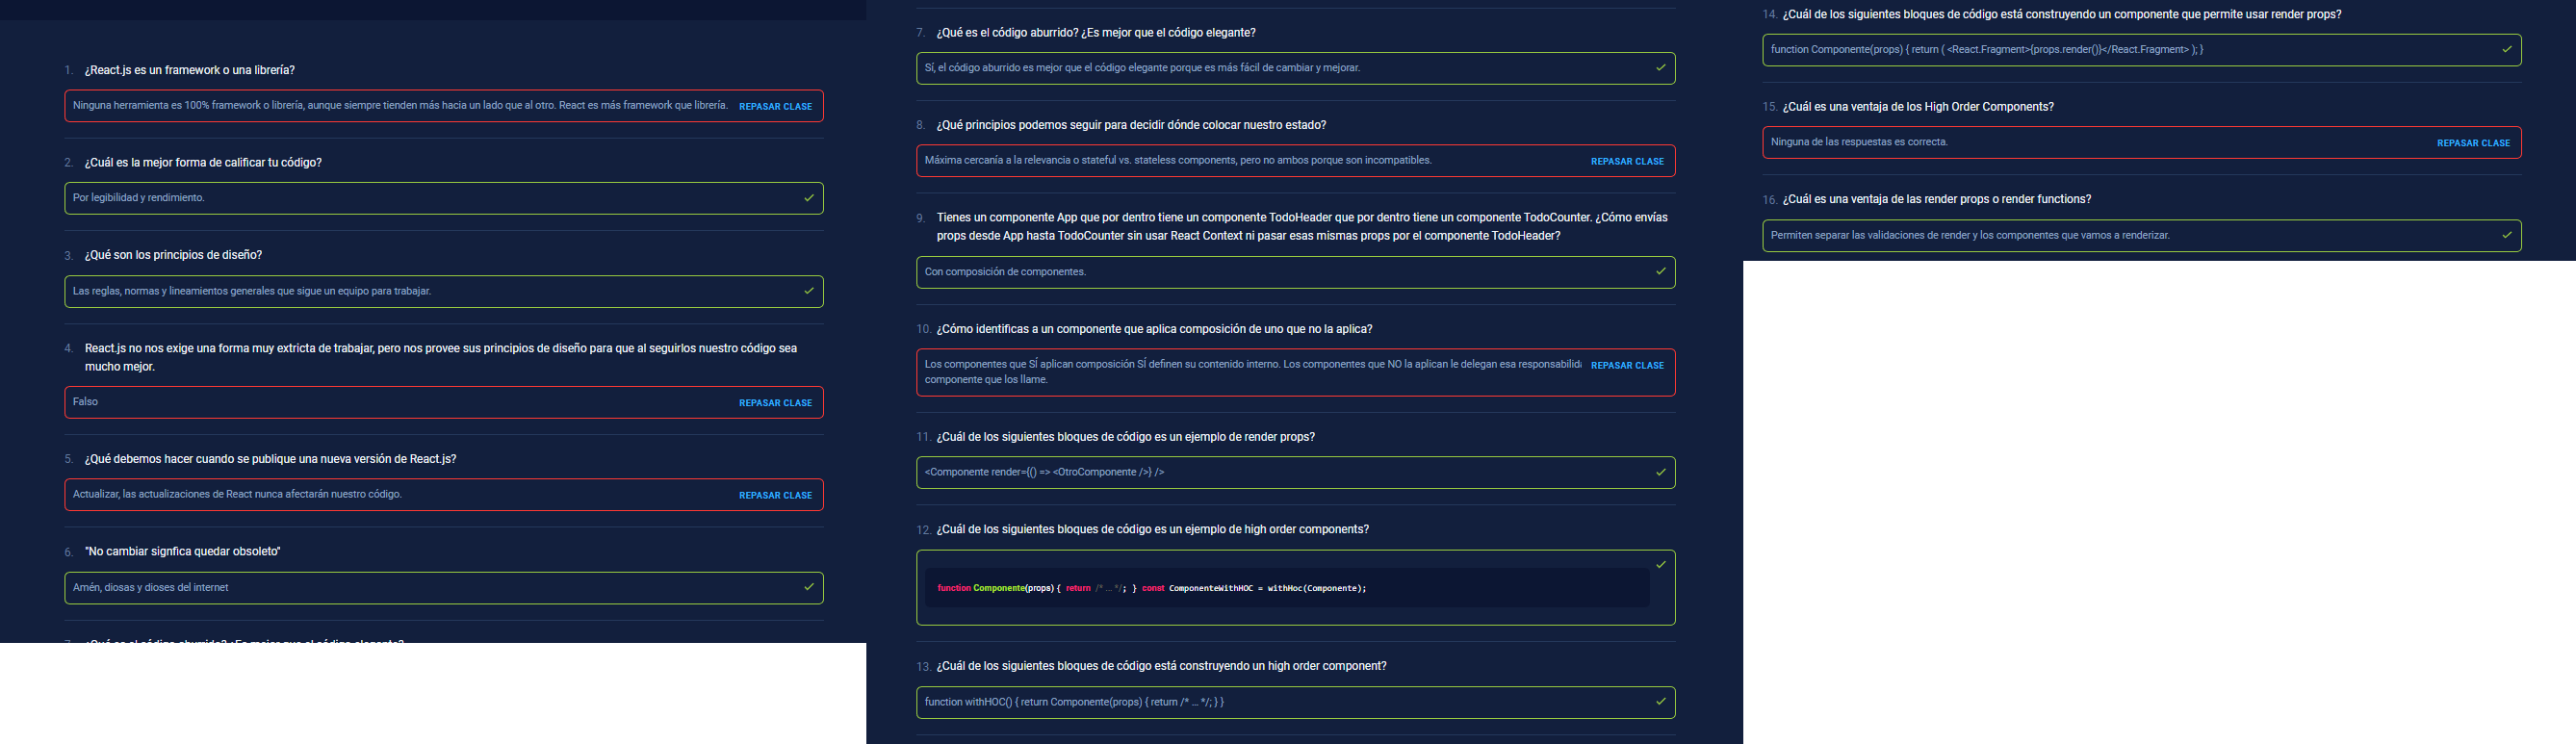 1. ¿React.js es un framework o una librería?
Ninguna herramienta es 100% framework o librería, aunque siempre tienden más hacia un lado que al otro. React es más framework que librería. REPASAR CLASE
2. ¿Cuál es la mejor forma de calificar tu código?
Por legibilidad y rendimiento.
3. ¿Qué son los principios de diseño?
Las reglas, normas y lineamientos generales que sigue un equipo para trabajar.
4. React.js no nos exige una forma muy extricta de trabajar, pero nos provee sus principios de diseño para que al seguirlos nuestro código sea
mucho mejor.
Falso REPASAR CLASE
5. ¿Qué debemos hacer cuando se publique una nueva versión de React.js?
Actualizar, las actualizaciones de React nunca afectarán nuestro código. REPASAR CLASE
6. "No cambiar signfica quedar obsoleto"
Amén, diosas y dioses del internet
7. ¿Qué es el código aburrido? ¿Es mejor que el código elegante?
7. ¿Qué es el código aburrido? ¿Es mejor que el código elegante?
Sí, el código aburrido es mejor que el código elegante porque es más fácil de cambiar y mejorar.
8. ¿Qué principios podemos seguir para decidir dónde colocar nuestro estado?
Máxima cercanía a la relevancia o stateful vs. stateless components, pero no ambos porque son incompatibles. REPASAR CLASE
9. Tienes un componente App que por dentro tiene un componente TodoHeader que por dentro tiene un componente TodoCounter. ¿Cómo envías
props desde App hasta TodoCounter sin usar React Context ni pasar esas mismas props por el componente TodoHeader?
Con composición de componentes.
10. ¿Cómo identificas a un componente que aplica composición de uno que no la aplica?
Los componentes que SÍ aplican composición SÍ definen su contenido interno. Los componentes que NO la aplican le delegan esa responsabilida REPASAR CLASE
componente que los llame.
11. ¿Cuál de los siguientes bloques de código es un ejemplo de render props?
<Componente render={() => <OtroComponente />} />
12. ¿Cuál de los siguientes bloques de código es un ejemplo de high order components?
function Componente(props) { return /* ... */; } const ComponenteWithHOC = withHoc(Componente);
13. ¿Cuál de los siguientes bloques de código está construyendo un high order component?
function withHOC() { return Componente(props) { return /* ... */; } }
14. ¿Cuál de los siguientes bloques de código está construyendo un componente que permite usar render props?
function Componente(props) { return ( <React.Fragment>{props.render()}</React.Fragment> ); }
15. ¿Cuál es una ventaja de los High Order Components?
Ninguna de las respuestas es correcta. REPASAR CLASE
16. ¿Cuál es una ventaja de las render props o render functions?
Permiten separar las validaciones de render y los componentes que vamos a renderizar.